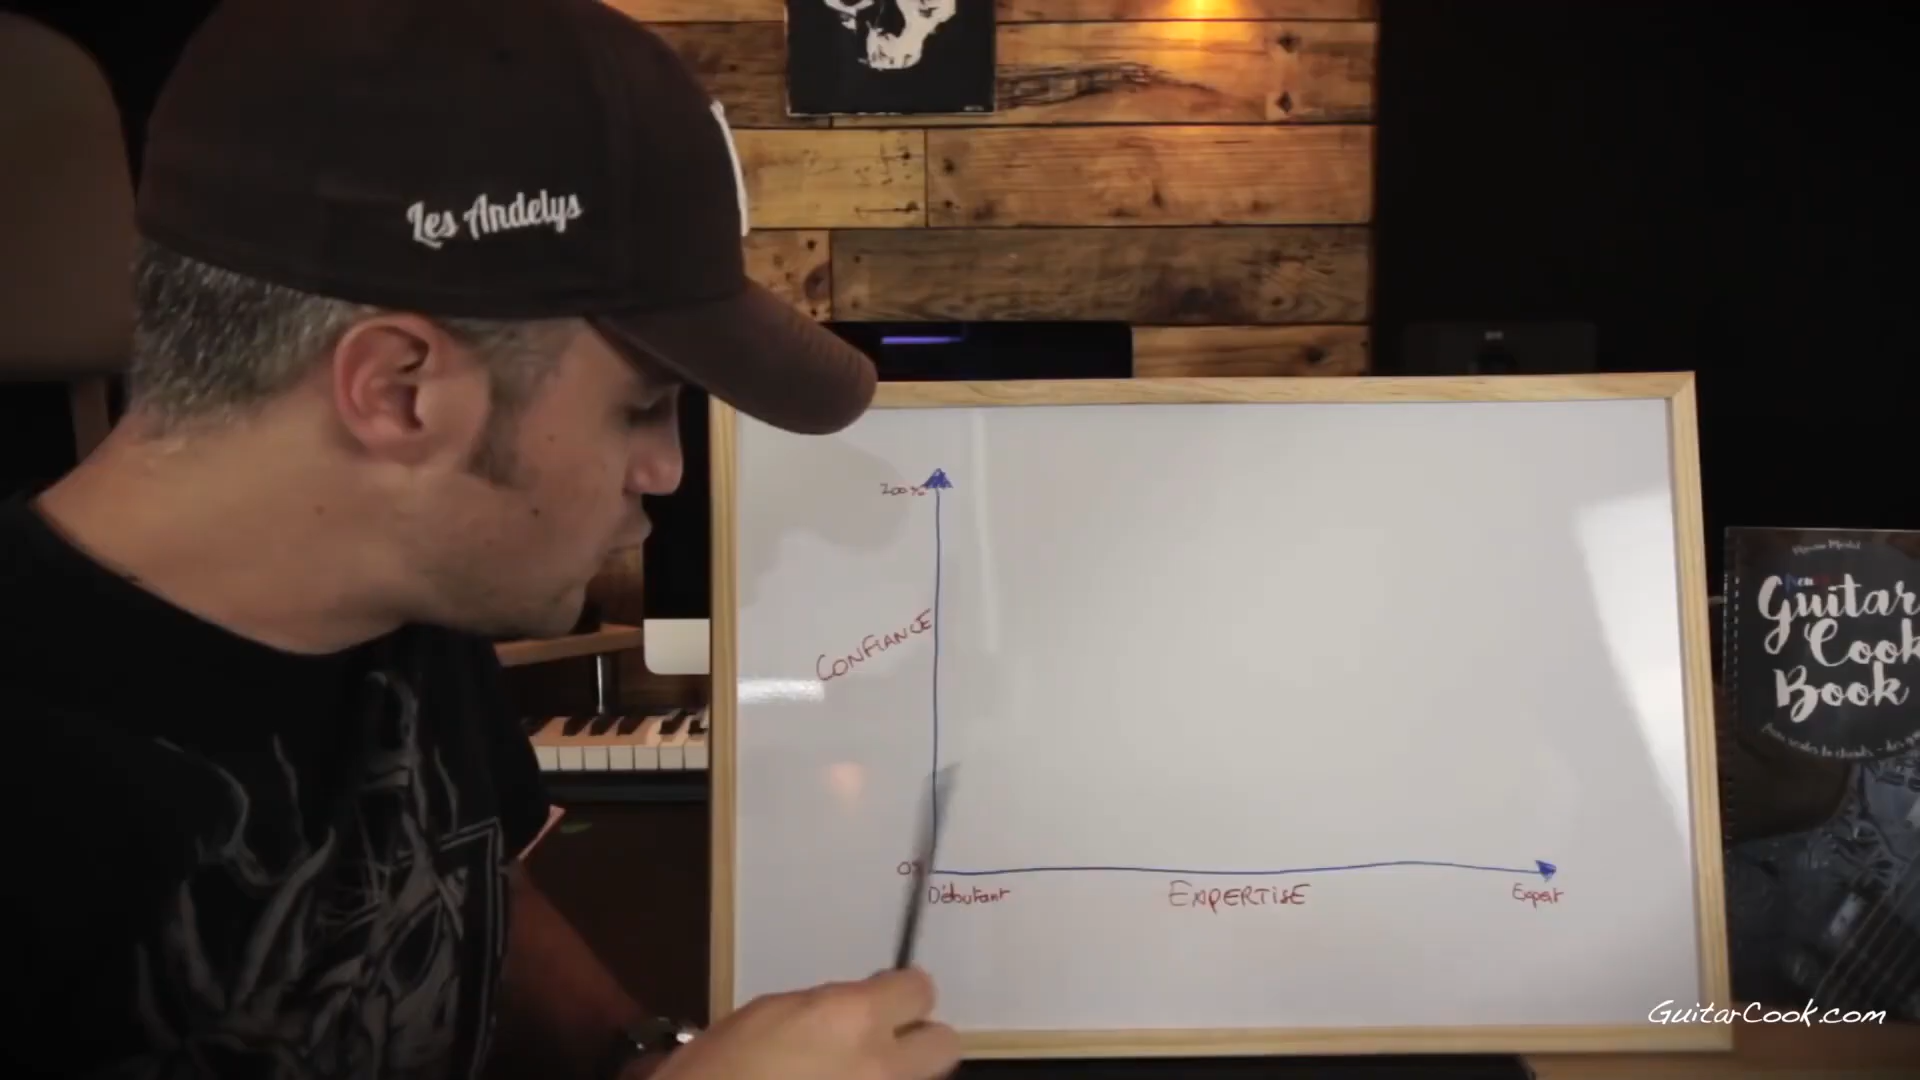 Les Andelys
200%
CONFIANCE
0%
Débutant
EXPERTISE
Expert
Guitar
Cook
Book
GuitarCook.com